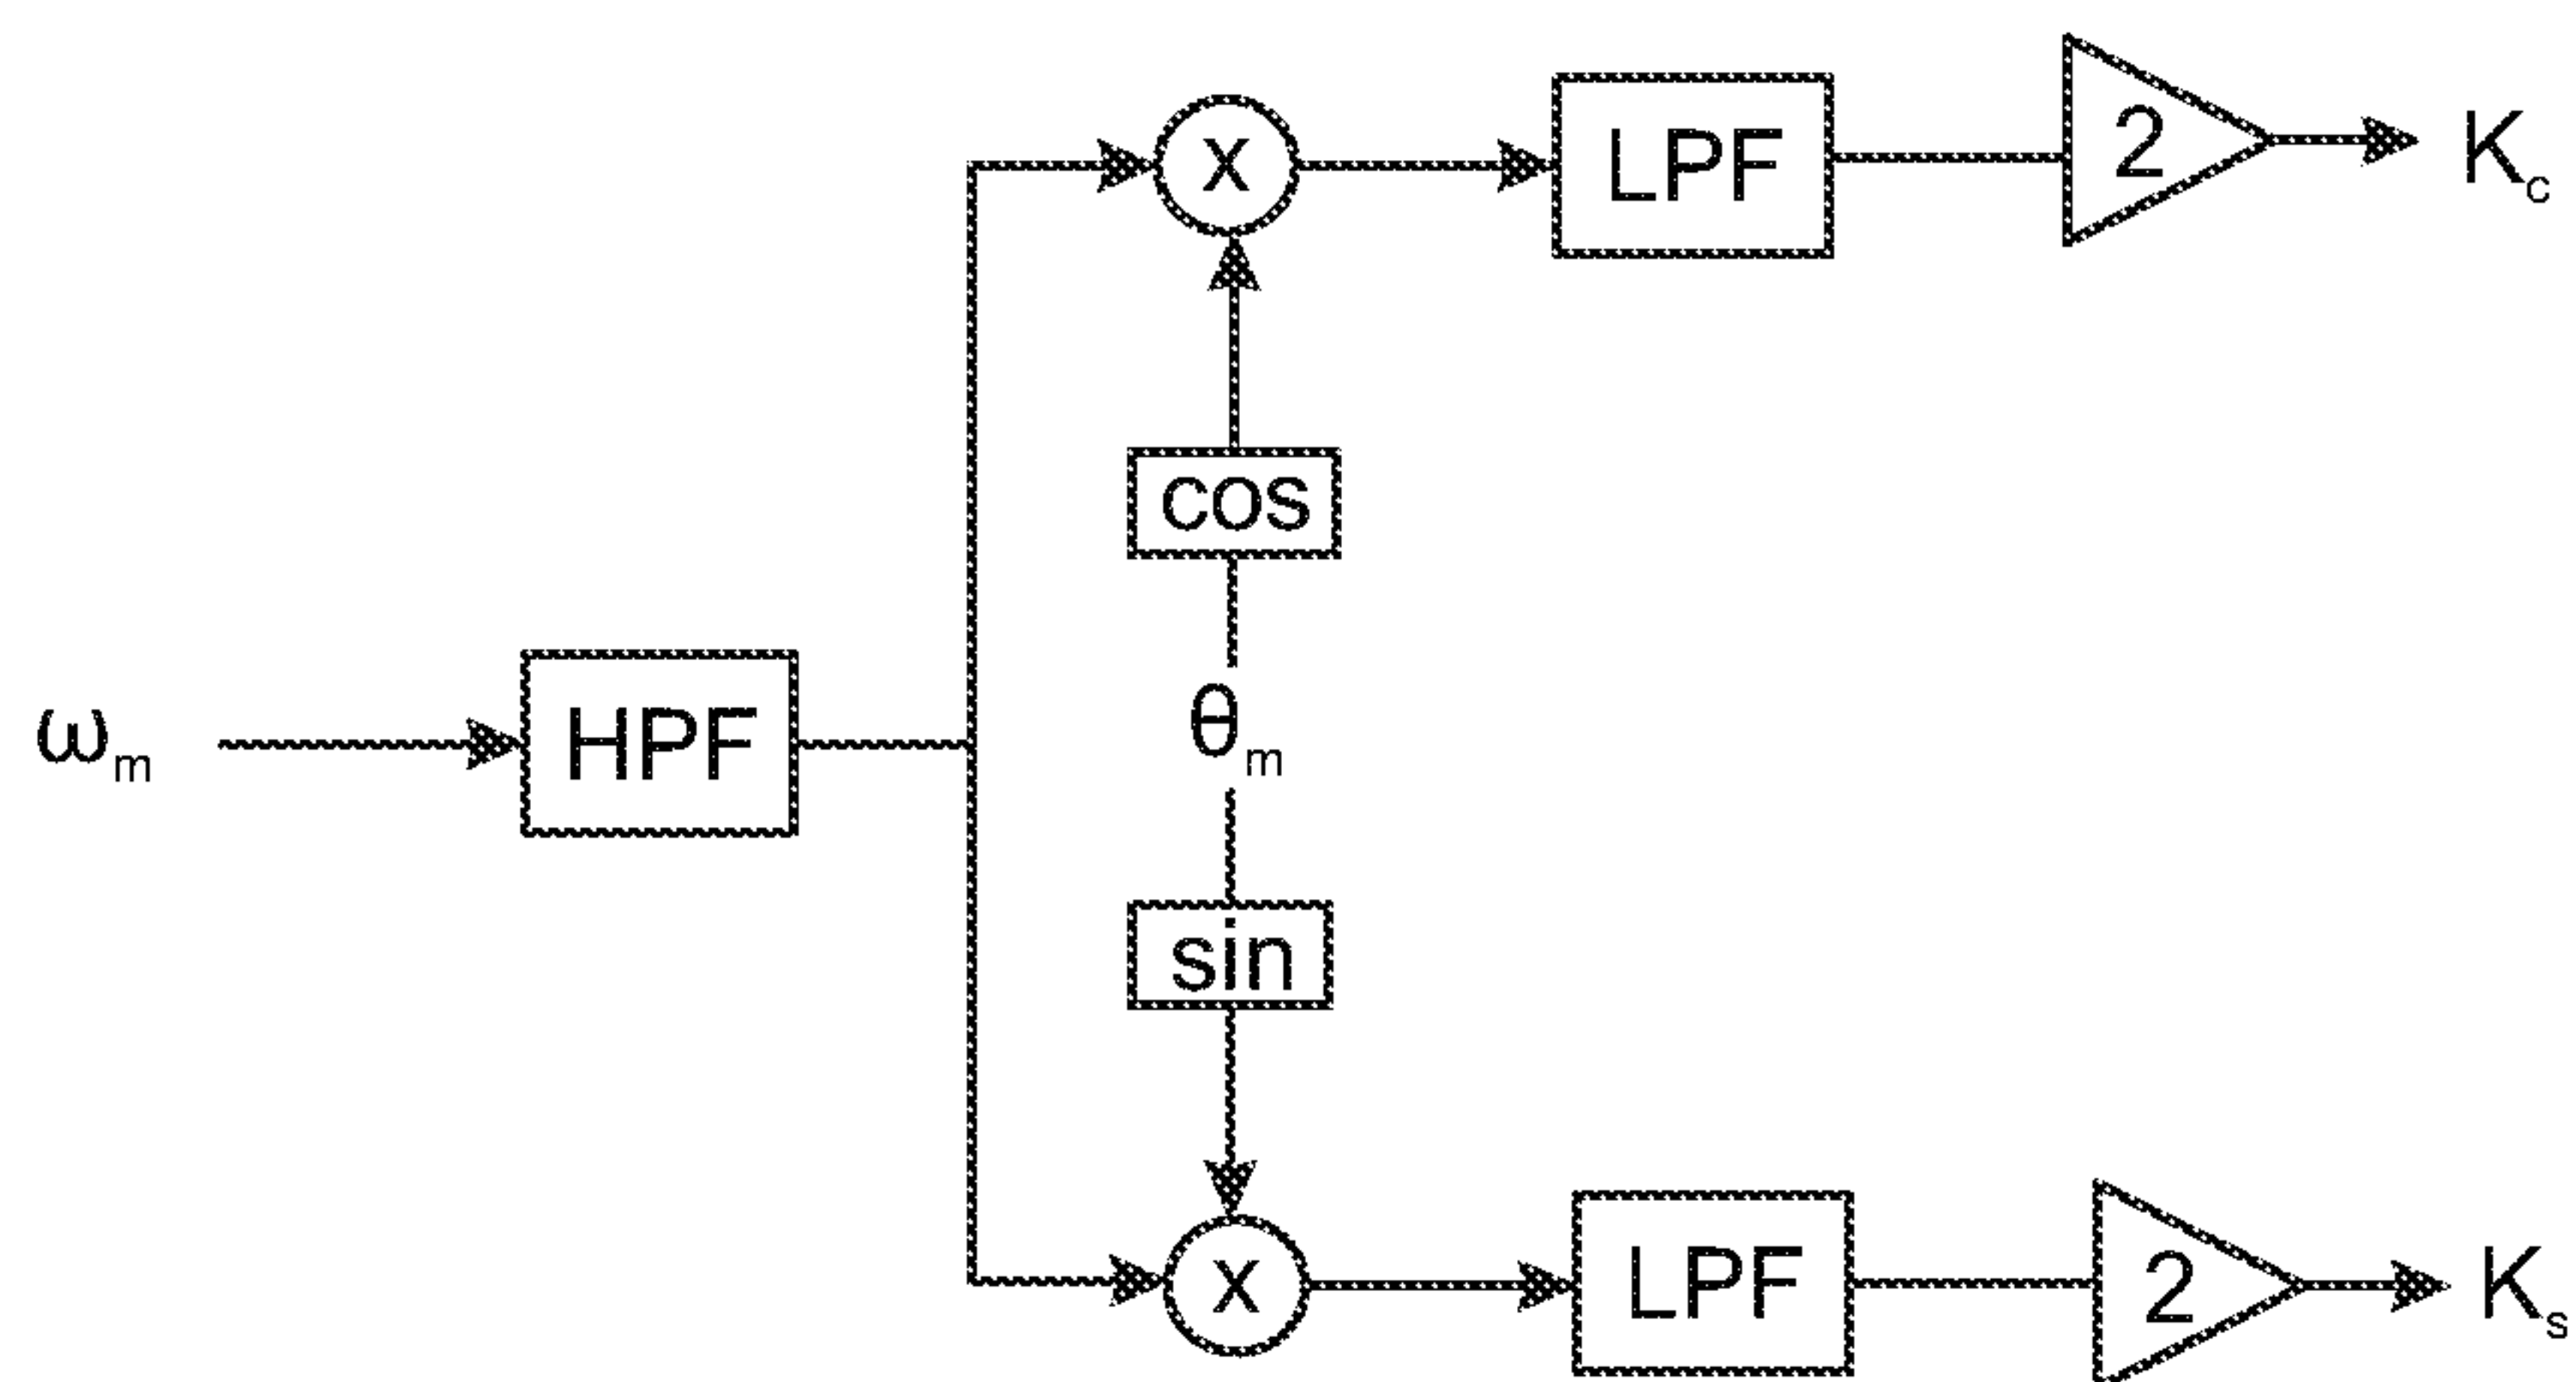 x LPF 2 Kc
cos
ωm HPF θm
sin
x LPF 2 Ks